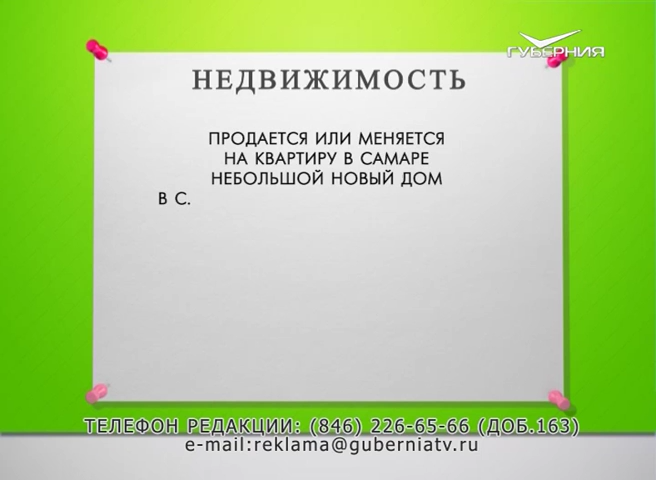 ГУБЕРНИЯ
НЕДВИЖИМОСТЬ
ПРОДАЕТСЯ ИЛИ МЕНЯЕТСЯ
НА КВАРТИРУ В САМАРЕ
НЕБОЛЬШОЙ НОВЫЙ ДОМ
В С.
ТЕЛЕФОН РЕДАКЦИИ: (846) 226-65-66 (ДОБ.163)
e-mail:reklama@guberniatv.ru